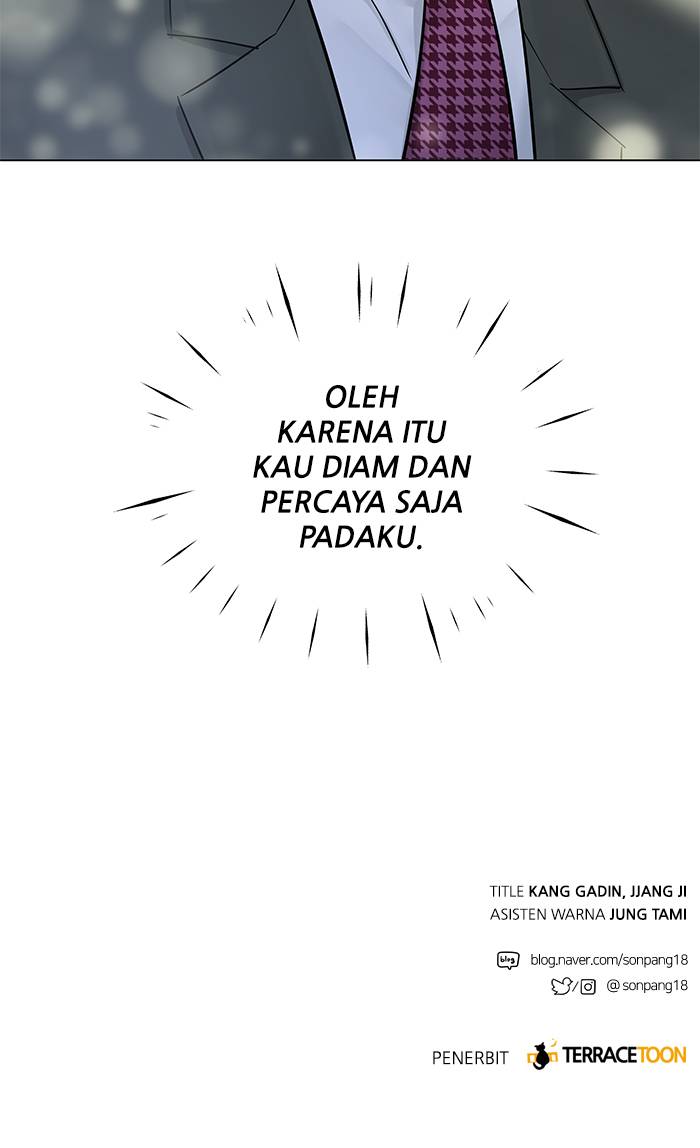 OLEH
KARENA ITU
KAU DIAM DAN
PERCAYA SAJA
PADAKU.
TITLE KANG GADIN, JJANG JI
ASISTEN WARNA JUNG TAMI
blog blog.naver.com/sonpang18
/ @sonpang18
PENERBIT TERRACETOON